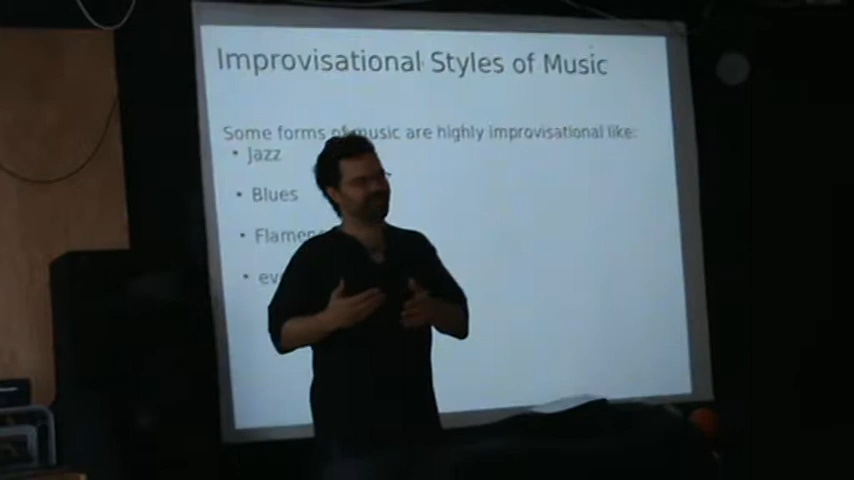 Improvisational Styles of Music
Some forms of music are highly improvisational like:
• Jazz
• Blues